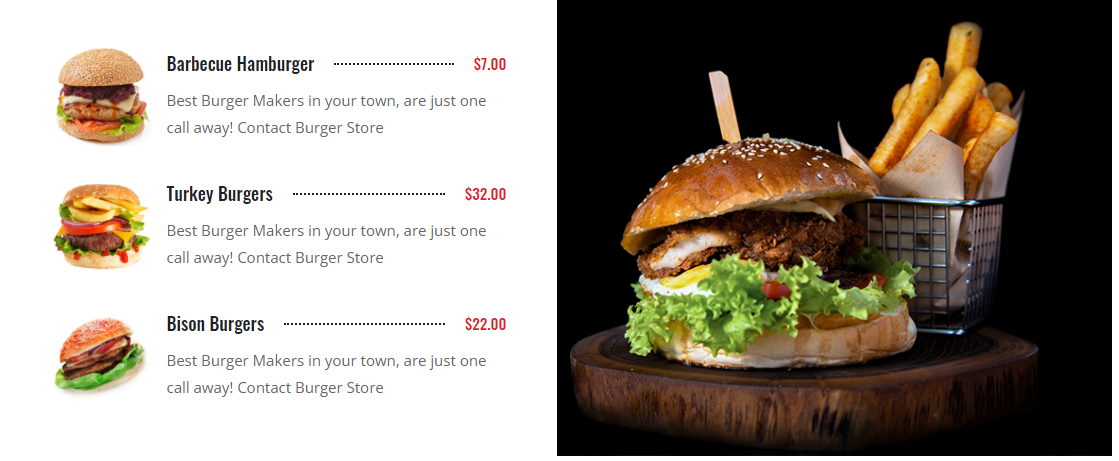 Barbecue Hamburger $7.00
Best Burger Makers in your town, are just one
call away! Contact Burger Store
Turkey Burgers $32.00
Best Burger Makers in your town, are just one
call away! Contact Burger Store
Bison Burgers $22.00
Best Burger Makers in your town, are just one
call away! Contact Burger Store